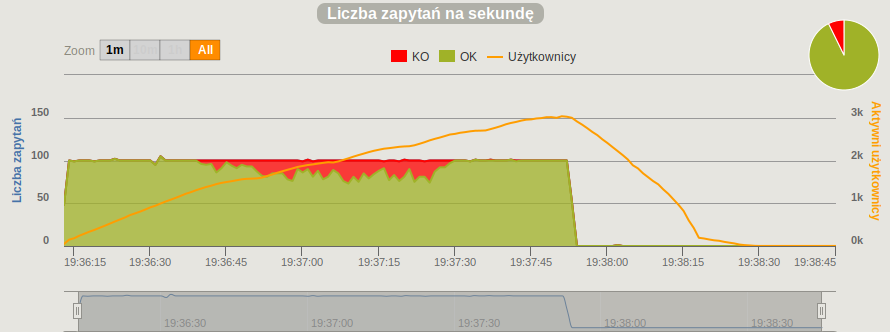 Liczba zapytań na sekundę
Zoom 1m 10m 1h All
KO OK Użytkownicy
Liczba zapytań
150
100
50
0
3k
2k
1k
0k
Aktywni użytkownicy
19:36:15 19:36:30 19:36:45 19:37:00 19:37:15 19:37:30 19:37:45 19:38:00 19:38:15 19:38:30 19:38:45
19:36:30 19:37:00 19:37:30 19:38:00 19:38:30